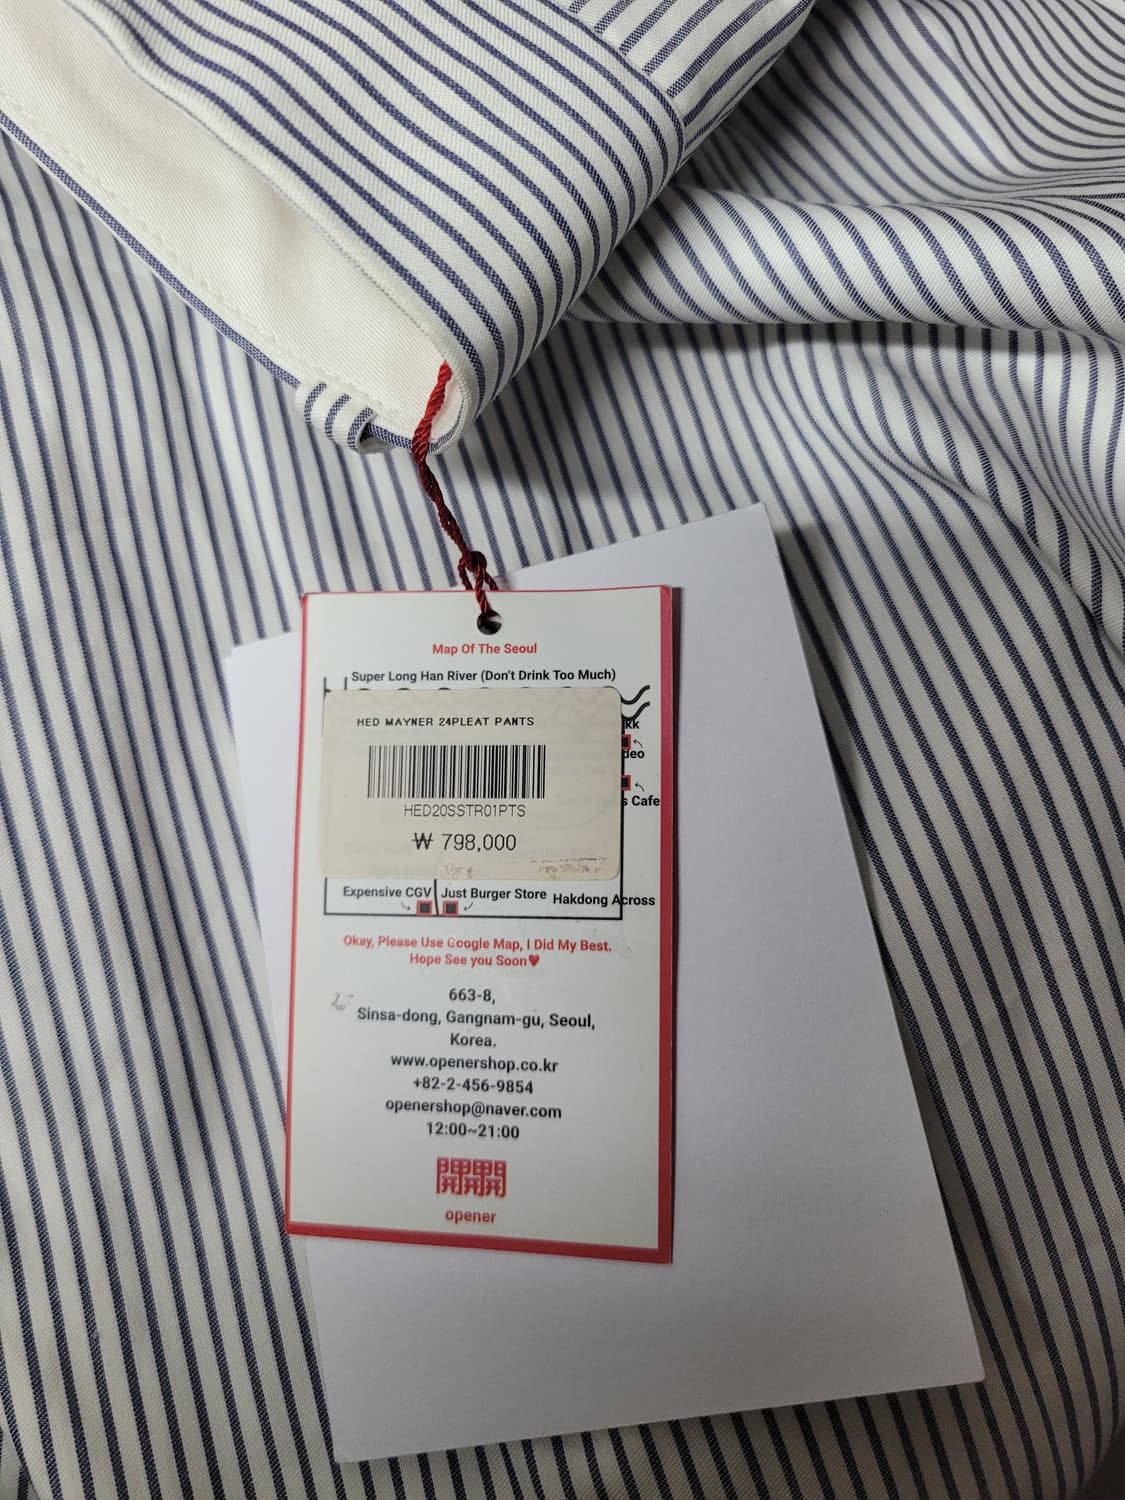 Map Of The Seoul
Super Long Han River (Don't Drink Too Much)
HED MAYNER 24PLEAT PANTS
HED20SSTR01PTS
₩ 798,000
Cafe
Expensive CGV
Just Burger Store
Hakdong Across
Okay, Please Use Google Map, I Did My Best.
Hope See you Soon♥
663-8,
Sinsa-dong, Gangnam-gu, Seoul,
Korea.
www.openershop.co.kr
+82-2-456-9854
openershop@naver.com
12:00~21:00
開開開
opener